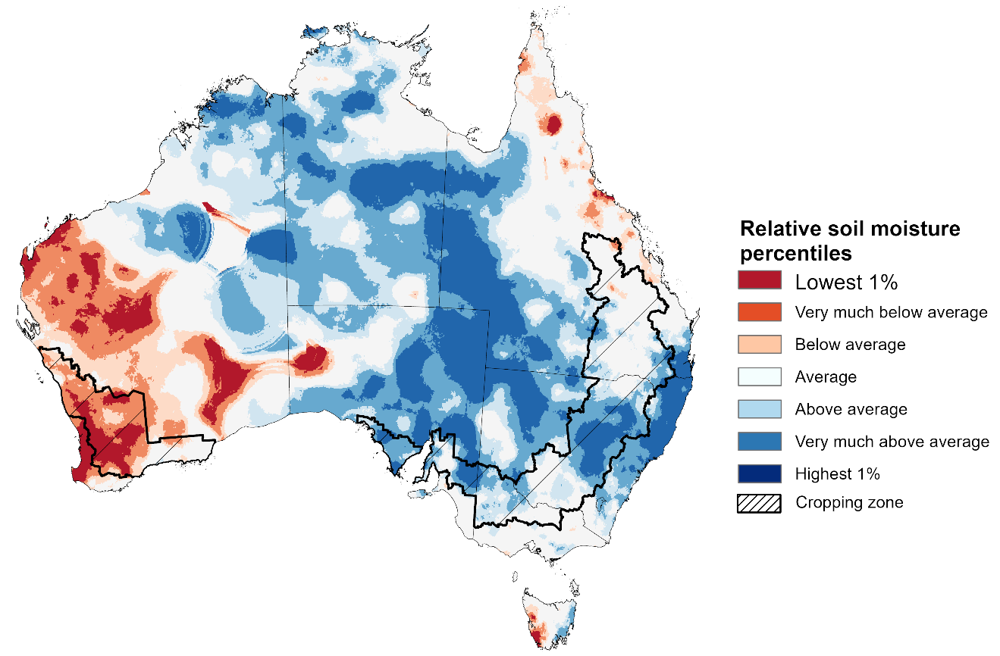 Relative soil moisture
percentiles
Lowest 1%
Very much below average
Below average
Average
Above average
Very much above average
Highest 1%
Cropping zone